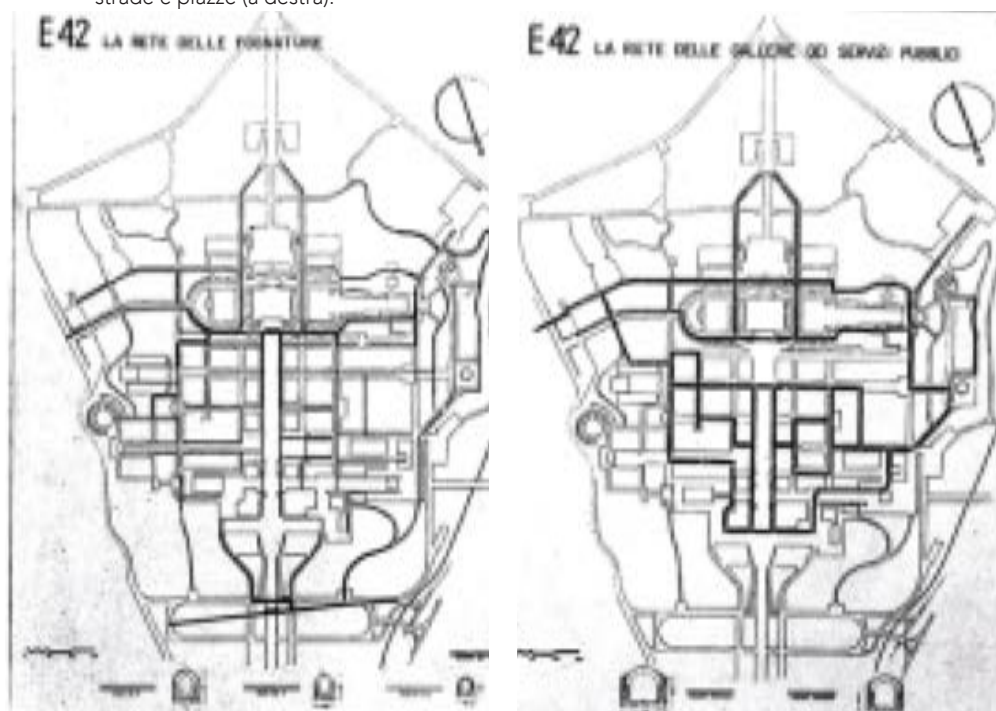 strade e piazze (a destra).
E42 LA RETE DELLE FOGNATURE
E42 LA RETE DELLE GALLERIE DEI SERVIZI PUBBLICI